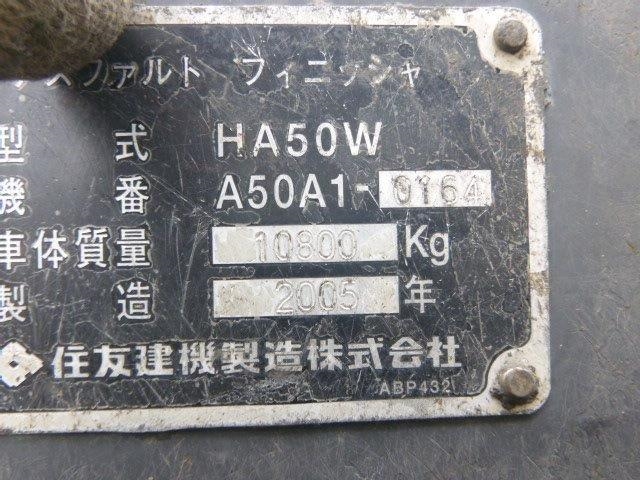 スファルト フィニッシャ
型 式 HA50W
機 番 A50A1-0164
車体質量 10800 Kg
製 造 2005 年
住友建機製造株式会社
ABP432